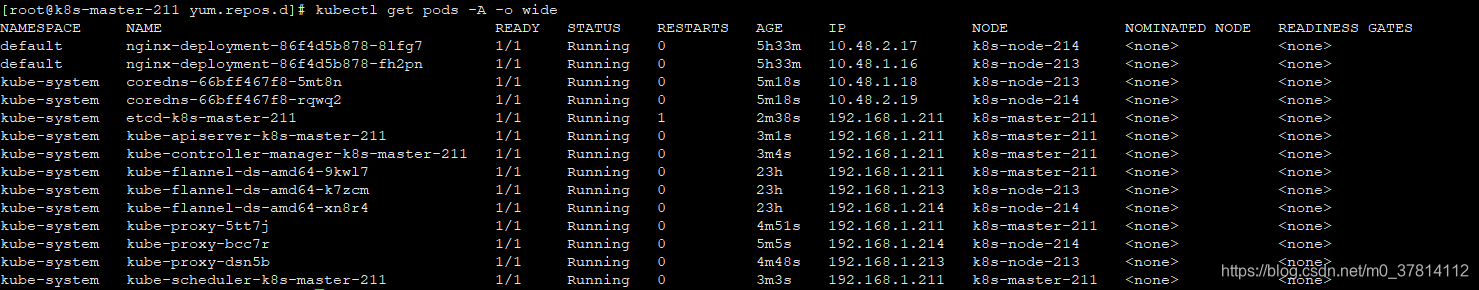 [root@k8s-master-211 yum.repos.d]# kubectl get pods -A -o wide
NAMESPACE NAME READY STATUS RESTARTS AGE IP NODE NOMINATED NODE READINESS GATES
default nginx-deployment-86f4d5b878-8lfg7 1/1 Running 0 5h33m 10.48.2.17 k8s-node-214 <none> <none>
default nginx-deployment-86f4d5b878-fh2pn 1/1 Running 0 5h33m 10.48.1.16 k8s-node-213 <none> <none>
kube-system coredns-66bff467f8-5mt8n 1/1 Running 0 5m18s 10.48.1.18 k8s-node-213 <none> <none>
kube-system coredns-66bff467f8-rqwq2 1/1 Running 0 5m18s 10.48.2.19 k8s-node-214 <none> <none>
kube-system etcd-k8s-master-211 1/1 Running 1 2m38s 192.168.1.211 k8s-master-211 <none> <none>
kube-system kube-apiserver-k8s-master-211 1/1 Running 0 3m1s 192.168.1.211 k8s-master-211 <none> <none>
kube-system kube-controller-manager-k8s-master-211 1/1 Running 0 3m4s 192.168.1.211 k8s-master-211 <none> <none>
kube-system kube-flannel-ds-amd64-9kwl7 1/1 Running 0 23h 192.168.1.211 k8s-master-211 <none> <none>
kube-system kube-flannel-ds-amd64-k7zcm 1/1 Running 0 23h 192.168.1.213 k8s-node-213 <none> <none>
kube-system kube-flannel-ds-amd64-xn8r4 1/1 Running 0 23h 192.168.1.214 k8s-node-214 <none> <none>
kube-system kube-proxy-5tt7j 1/1 Running 0 4m51s 192.168.1.211 k8s-master-211 <none> <none>
kube-system kube-proxy-bcc7r 1/1 Running 0 5m5s 192.168.1.214 k8s-node-214 <none> <none>
kube-system kube-proxy-dsn5b 1/1 Running 0 4m48s 192.168.1.213 k8s-node-213 <none> <none>
kube-system kube-scheduler-k8s-master-211 1/1 Running 0 3m3s 192.168.1.211 k8s-master-211 <none> <none>
https://blog.csdn.net/m0_37814112